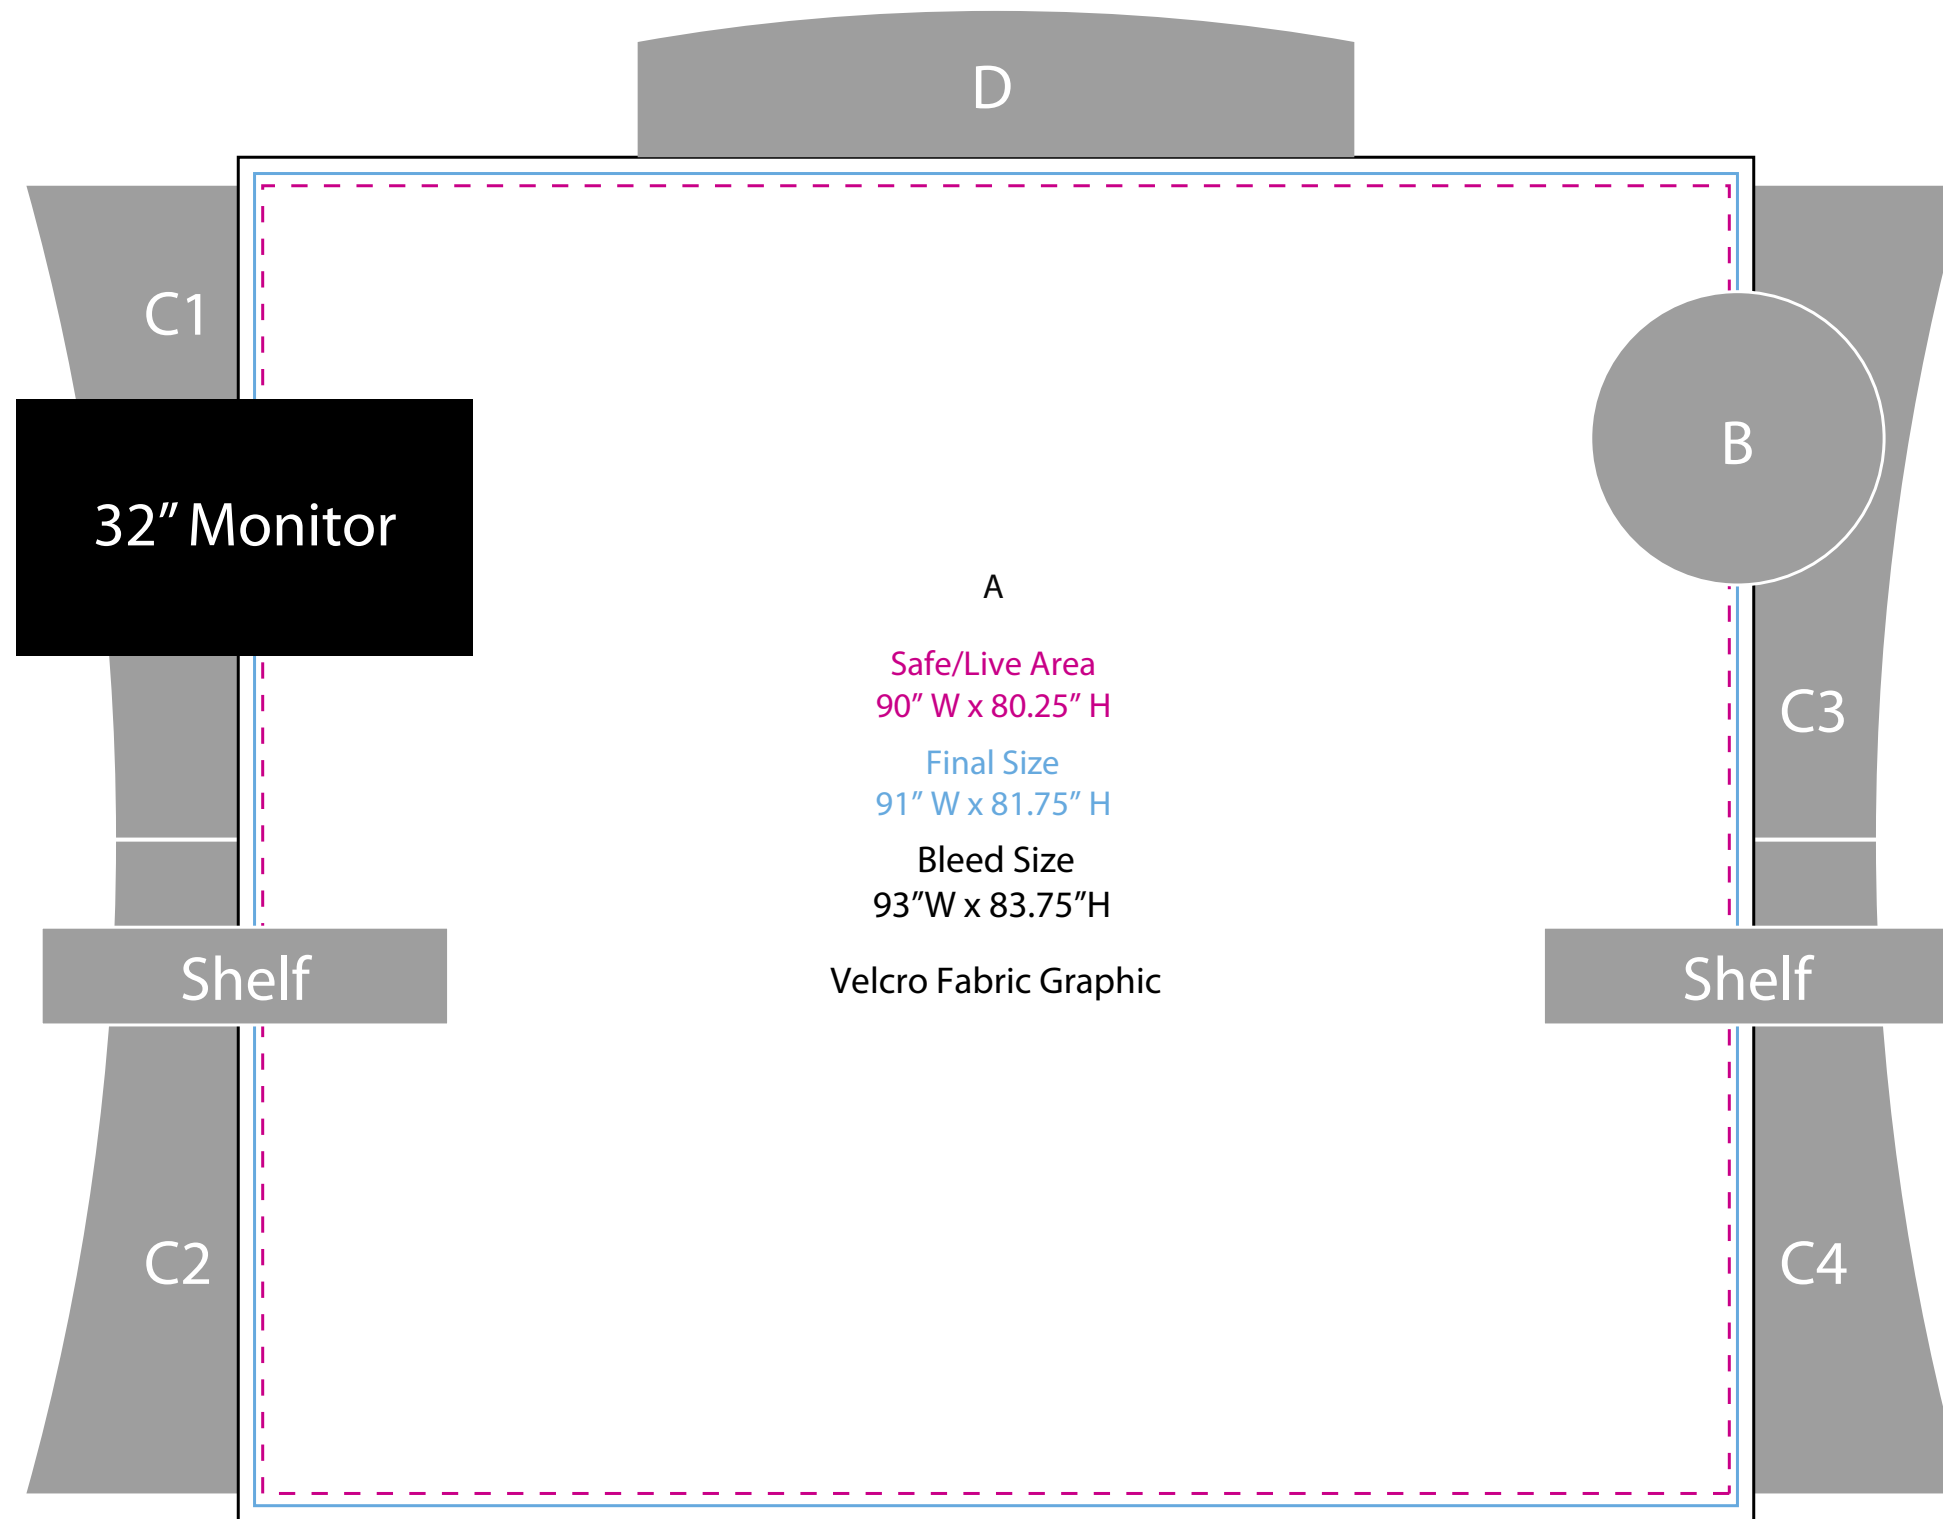 D
C1
B
32” Monitor
A
Safe/Live Area
90” W x 80.25” H
C3
Final Size
91” W x 81.75” H
Bleed Size
93”W x 83.75”H
Shelf
Velcro Fabric Graphic
Shelf
C2
C4